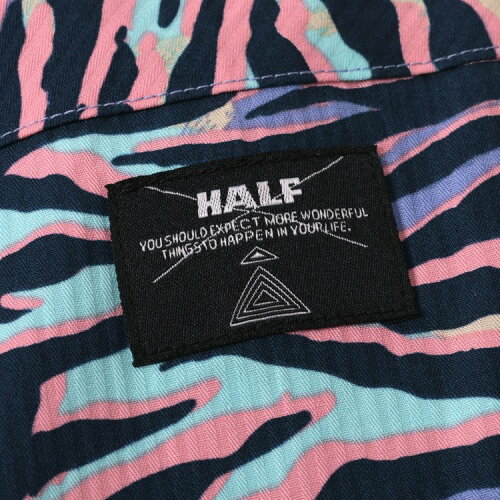 HALF
YOU SHOULD EXPECT MORE WONDERFUL
THINGS TO HAPPEN IN YOUR LIFE.